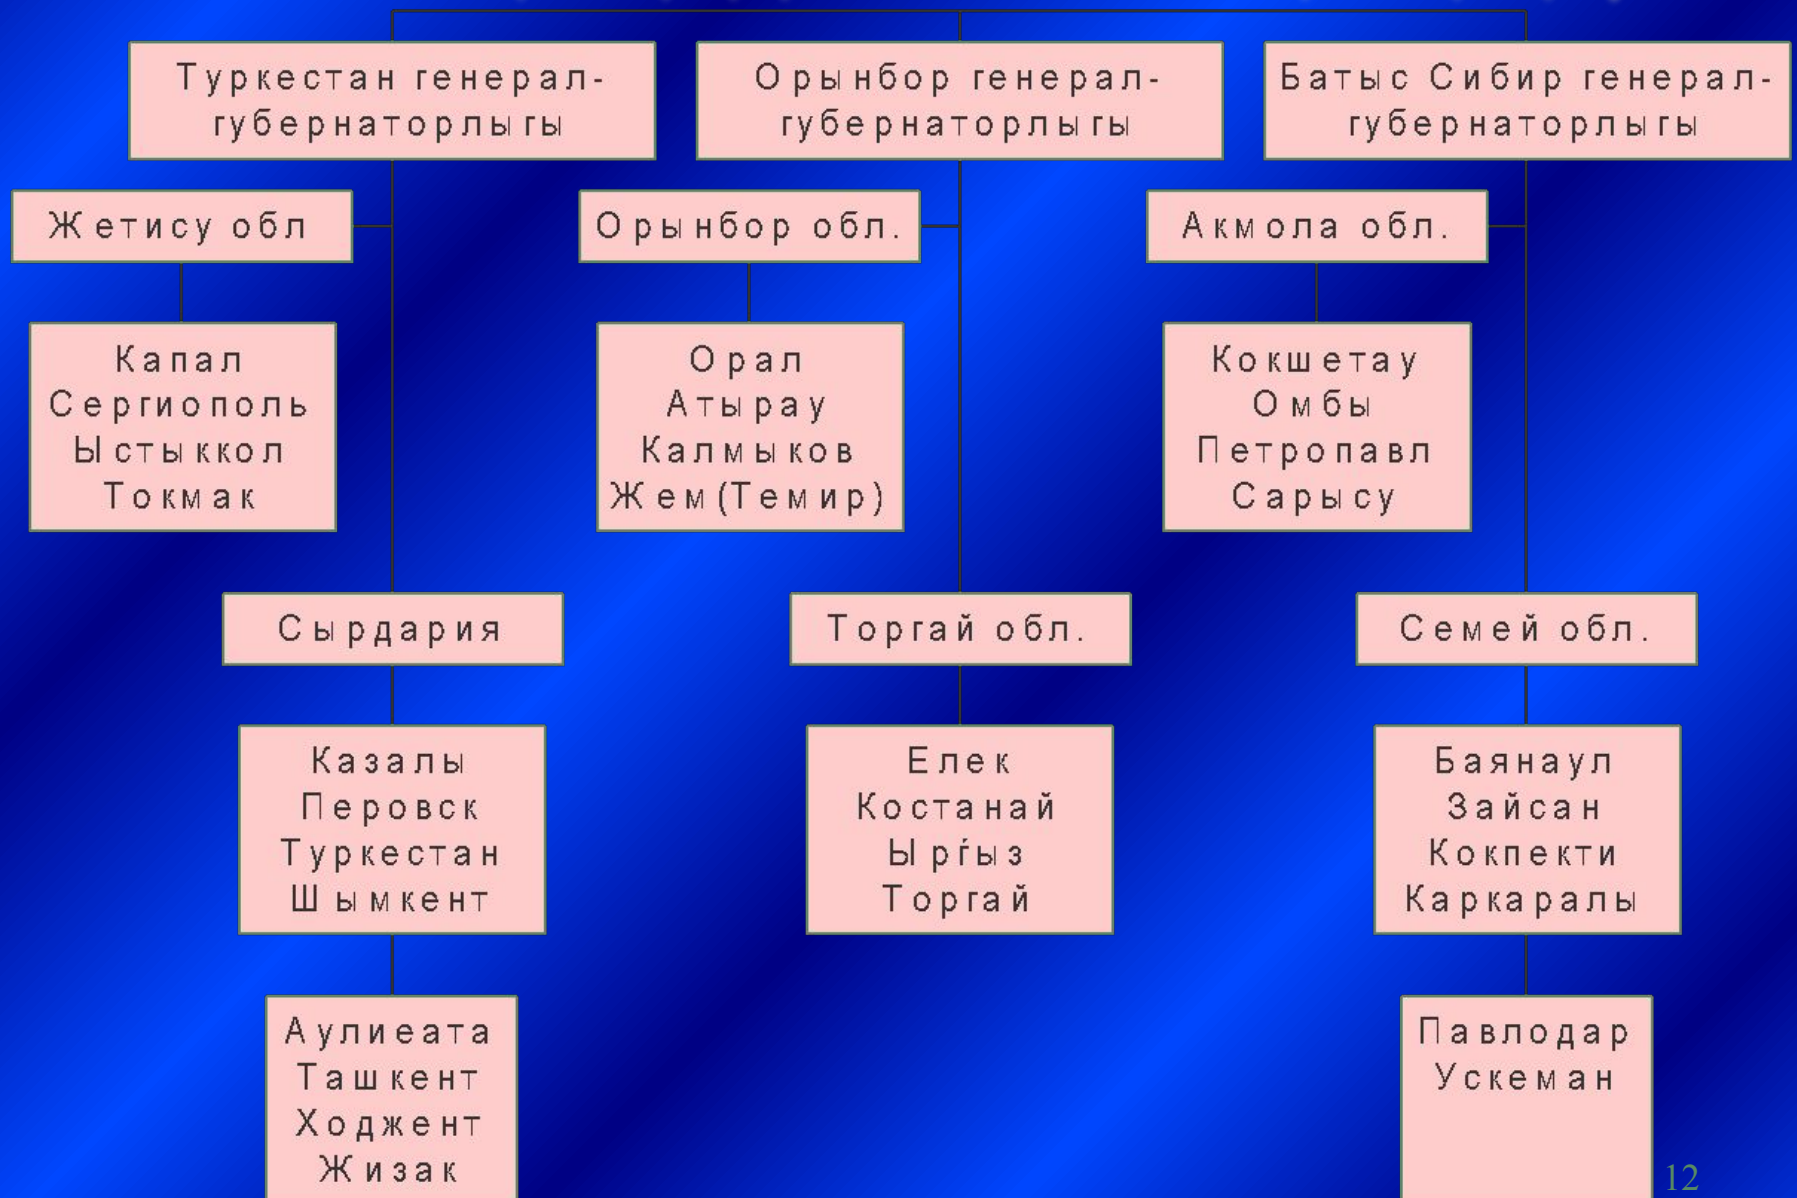 Туркестан генерал-
губернаторлыгы
Орынбор генерал-
губернаторлыгы
Батыс Сибир генерал-
губернаторлыгы
Жетису обл
Орынбор обл.
Акмола обл.
Капал
Сергиополь
Ыстыккол
Токмак
Орал
Атырау
Калмыков
Жем(Темир)
Кокшетау
Омбы
Петропавл
Сарысу
Сырдария
Торгай обл.
Семей обл.
Казалы
Перовск
Туркестан
Шымкент
Елек
Костанай
Ырѓыз
Торгай
Баянаул
Зайсан
Кокпекти
Каркаралы
Аулиеата
Ташкент
Ходжент
Жизак
Павлодар
Ускеман
12